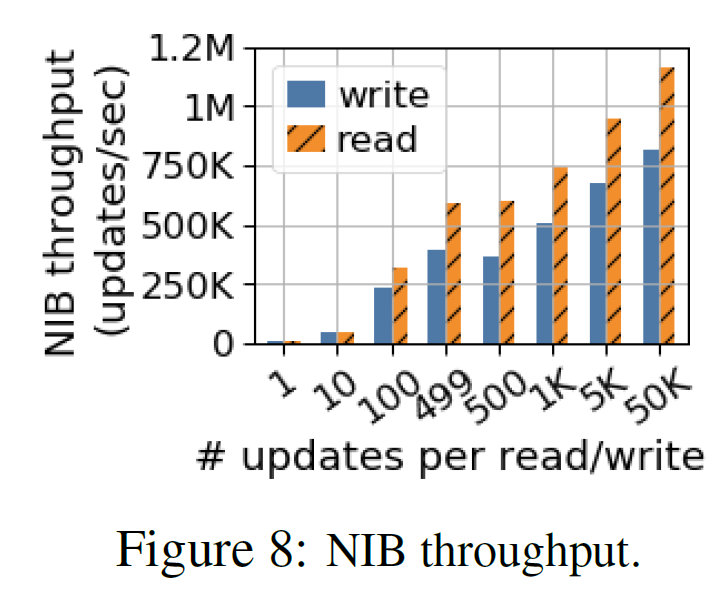 NIB throughput
(updates/sec)
1.2M
1M
750K
500K
250K
0
write
read
1 10 100 499 500 1K 5K 50K
# updates per read/write
Figure 8: NIB throughput.